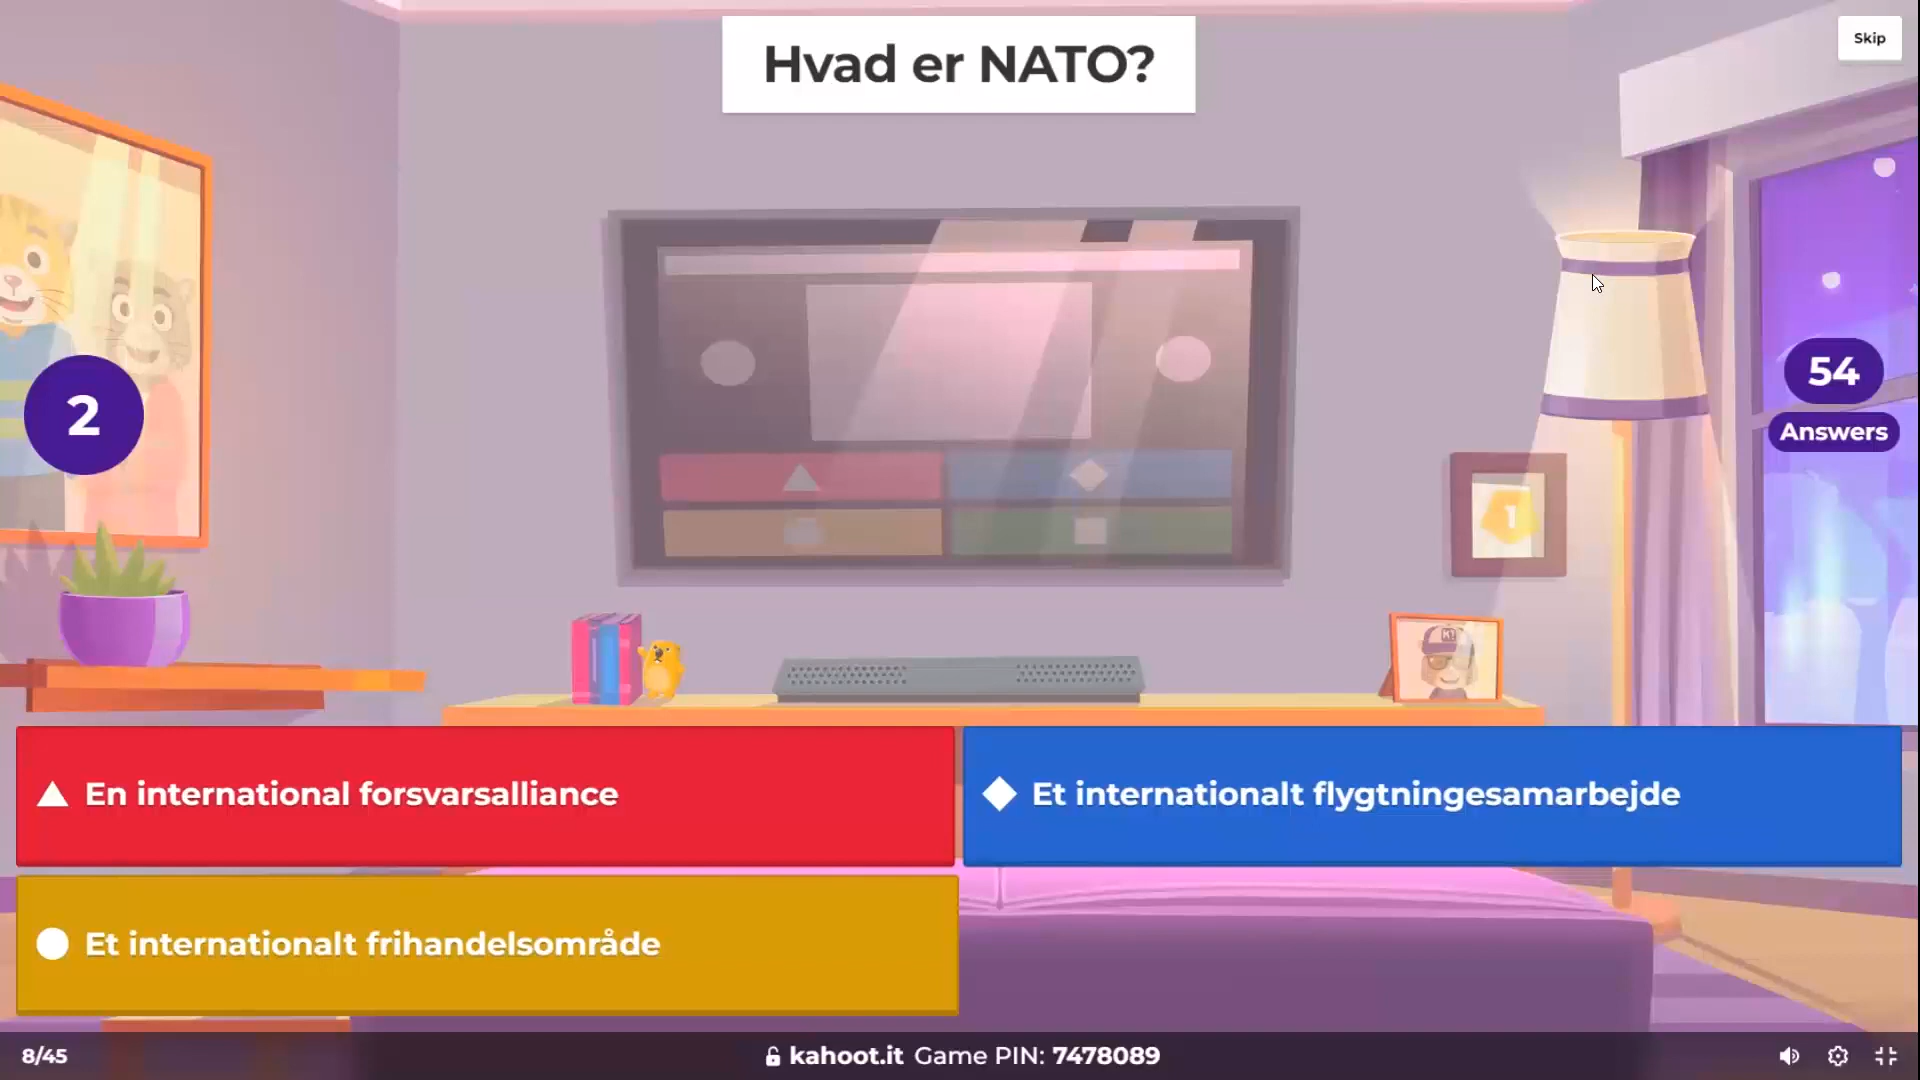 Hvad er NATO?
Skip
2
54
Answers
1
K!
En international forsvarsalliance
Et internationalt flygtningesamarbejde
Et internationalt frihandelsområde
8/45
kahoot.it Game PIN: 7478089